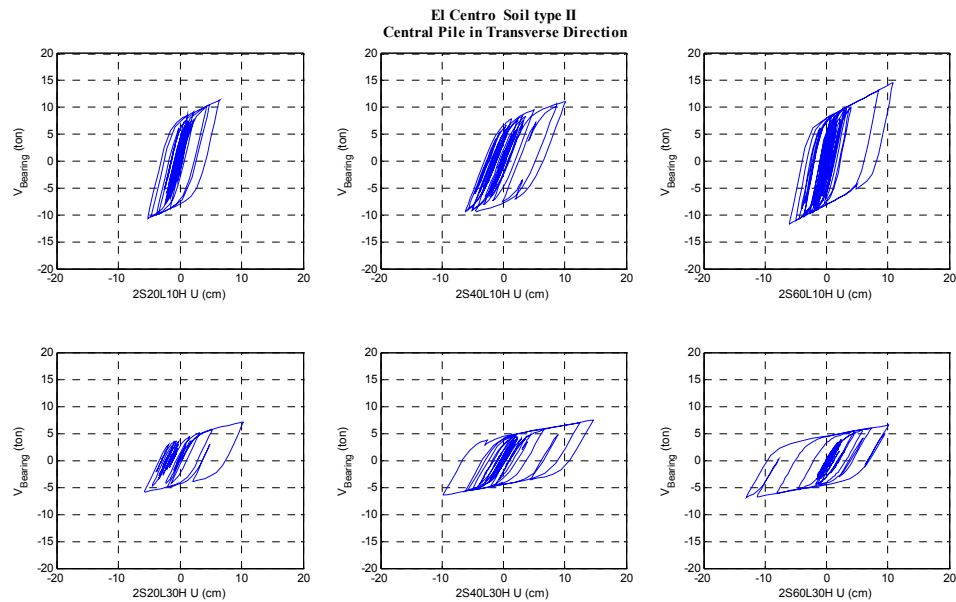 El Centro Soil type II
Central Pile in Transverse Direction
20
15
10
5
0
-5
-10
-15
-20
V_Bearing (ton)
-20 -10 0 10 20
2S20L10H U (cm)
20
15
10
5
0
-5
-10
-15
-20
V_Bearing (ton)
-20 -10 0 10 20
2S40L10H U (cm)
20
15
10
5
0
-5
-10
-15
-20
V_Bearing (ton)
-20 -10 0 10 20
2S60L10H U (cm)
20
15
10
5
0
-5
-10
-15
-20
V_Bearing (ton)
-20 -10 0 10 20
2S20L30H U (cm)
20
15
10
5
0
-5
-10
-15
-20
V_Bearing (ton)
-20 -10 0 10 20
2S40L30H U (cm)
20
15
10
5
0
-5
-10
-15
-20
V_Bearing (ton)
-20 -10 0 10 20
2S60L30H U (cm)